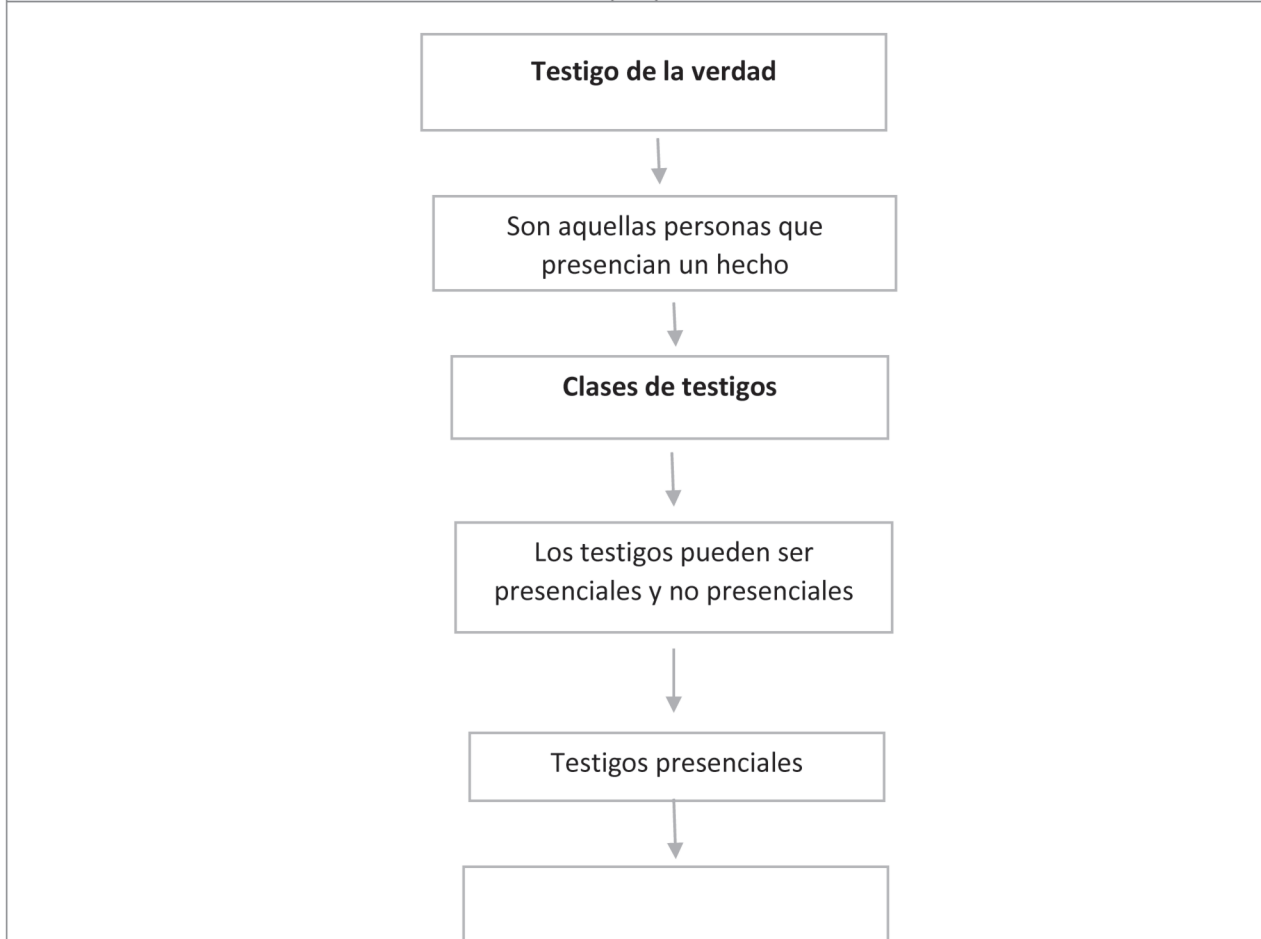 Testigo de la verdad
Son aquellas personas que
presencian un hecho
Clases de testigos
Los testigos pueden ser
presenciales y no presenciales
Testigos presenciales